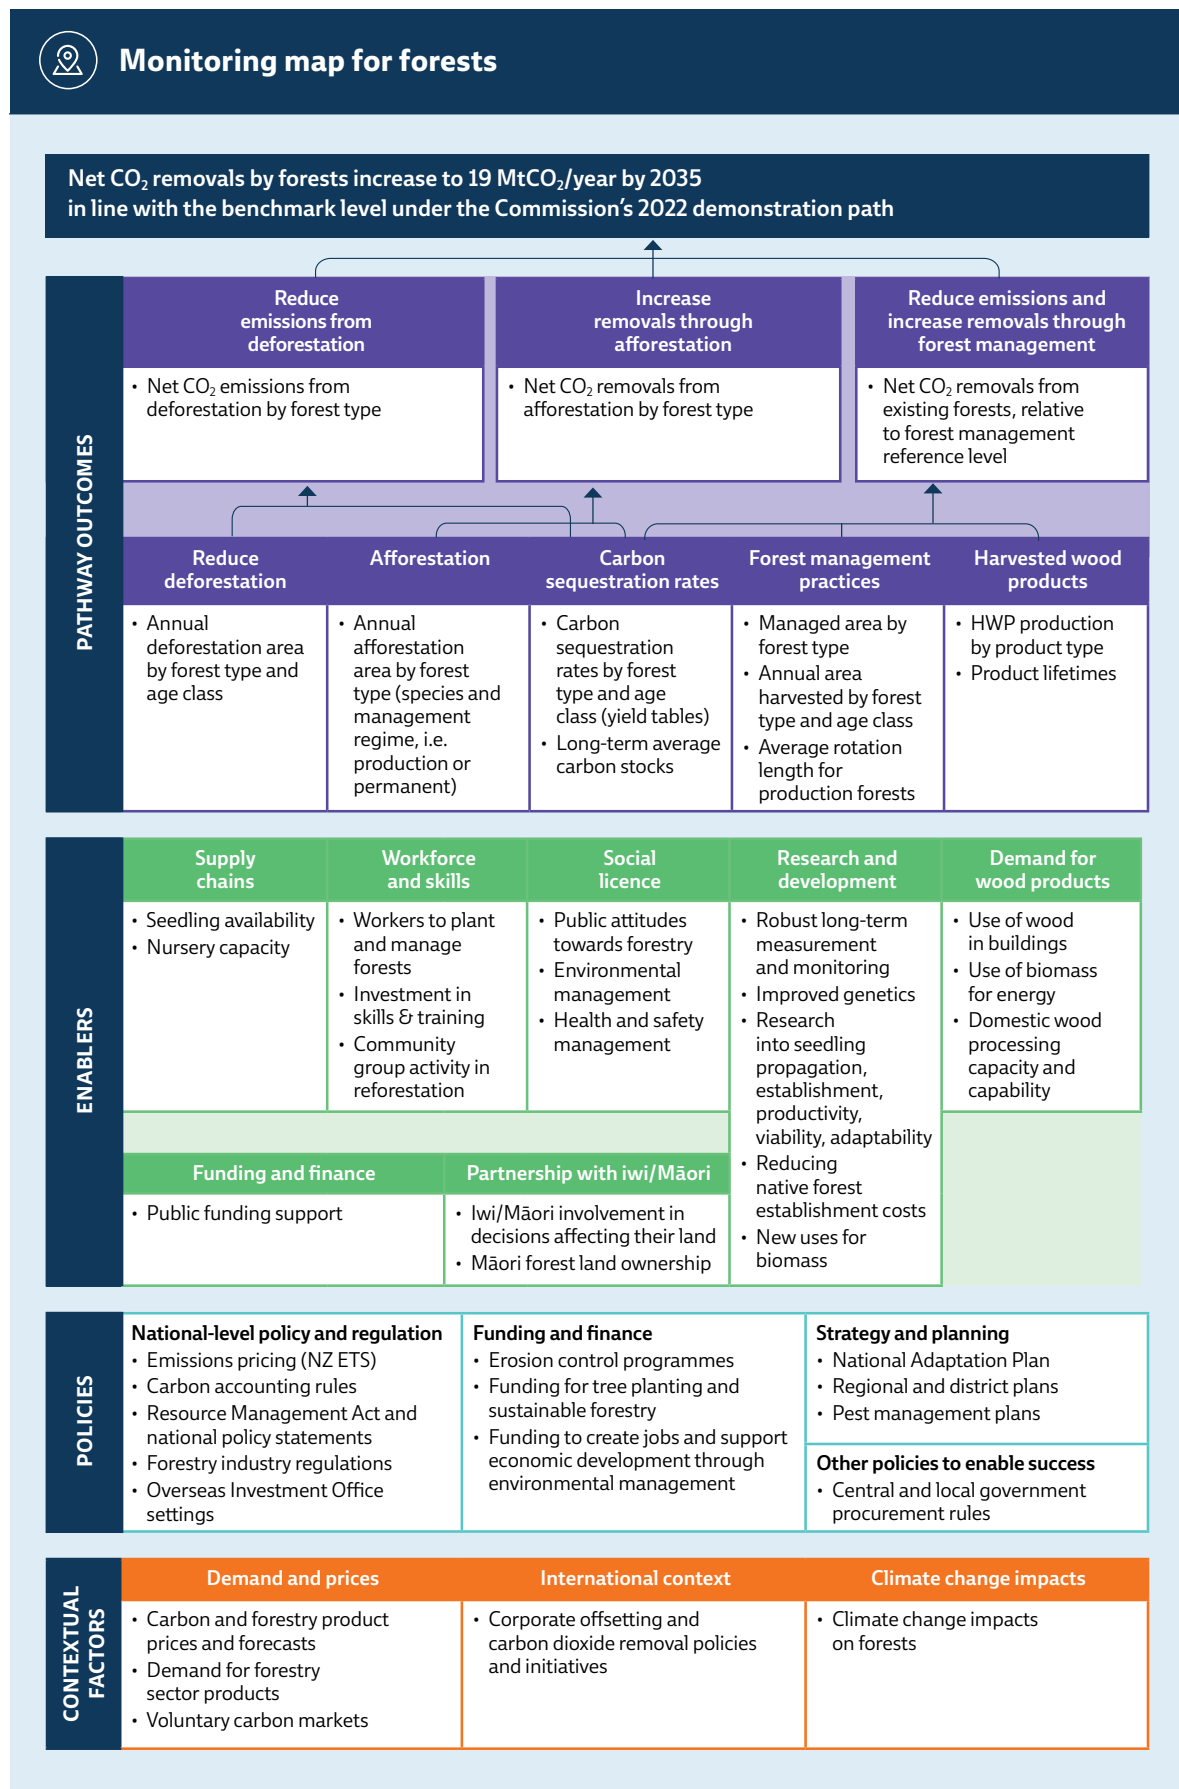 Monitoring map for forests
Net CO₂ removals by forests increase to 19 MtCO₂/year by 2035
in line with the benchmark level under the Commission's 2022 demonstration path
PATHWAY OUTCOMES
Reduce
emissions from
deforestation
• Net CO₂ emissions from
deforestation by forest type
Increase
removals through
afforestation
• Net CO₂ removals from
afforestation by forest type
Reduce emissions and
increase removals through
forest management
• Net CO₂ removals from
existing forests, relative
to forest management
reference level
Reduce
deforestation
• Annual
deforestation area
by forest type and
age class
Afforestation
• Annual
afforestation
area by forest
type (species and
management
regime, i.e.
production or
permanent)
Carbon
sequestration rates
• Carbon
sequestration
rates by forest
type and age
class (yield tables)
• Long-term average
carbon stocks
Forest management
practices
• Managed area by
forest type
• Annual area
harvested by forest
type and age class
• Average rotation
length for
production forests
Harvested wood
products
• HWP production
by product type
• Product lifetimes
ENABLERS
Supply
chains
• Seedling availability
• Nursery capacity
Workforce
and skills
• Workers to plant
and manage
forests
• Investment in
skills & training
• Community
group activity in
reforestation
Social
licence
• Public attitudes
towards forestry
• Environmental
management
• Health and safety
management
Research and
development
• Robust long-term
measurement
and monitoring
• Improved genetics
• Research
into seedling
propagation,
establishment,
productivity,
viability, adaptability
• Reducing
native forest
establishment costs
• New uses for
biomass
Demand for
wood products
• Use of wood
in buildings
• Use of biomass
for energy
• Domestic wood
processing
capacity and
capability
Funding and finance
• Public funding support
Partnership with iwi/Māori
• Iwi/Māori involvement in
decisions affecting their land
• Māori forest land ownership
POLICIES
National-level policy and regulation
• Emissions pricing (NZ ETS)
• Carbon accounting rules
• Resource Management Act and
national policy statements
• Forestry industry regulations
• Overseas Investment Office
settings
Funding and finance
• Erosion control programmes
• Funding for tree planting and
sustainable forestry
• Funding to create jobs and support
economic development through
environmental management
Strategy and planning
• National Adaptation Plan
• Regional and district plans
• Pest management plans
Other policies to enable success
• Central and local government
procurement rules
CONTEXTUAL
FACTORS
Demand and prices
• Carbon and forestry product
prices and forecasts
• Demand for forestry
sector products
• Voluntary carbon markets
International context
• Corporate offsetting and
carbon dioxide removal policies
and initiatives
Climate change impacts
• Climate change impacts
on forests